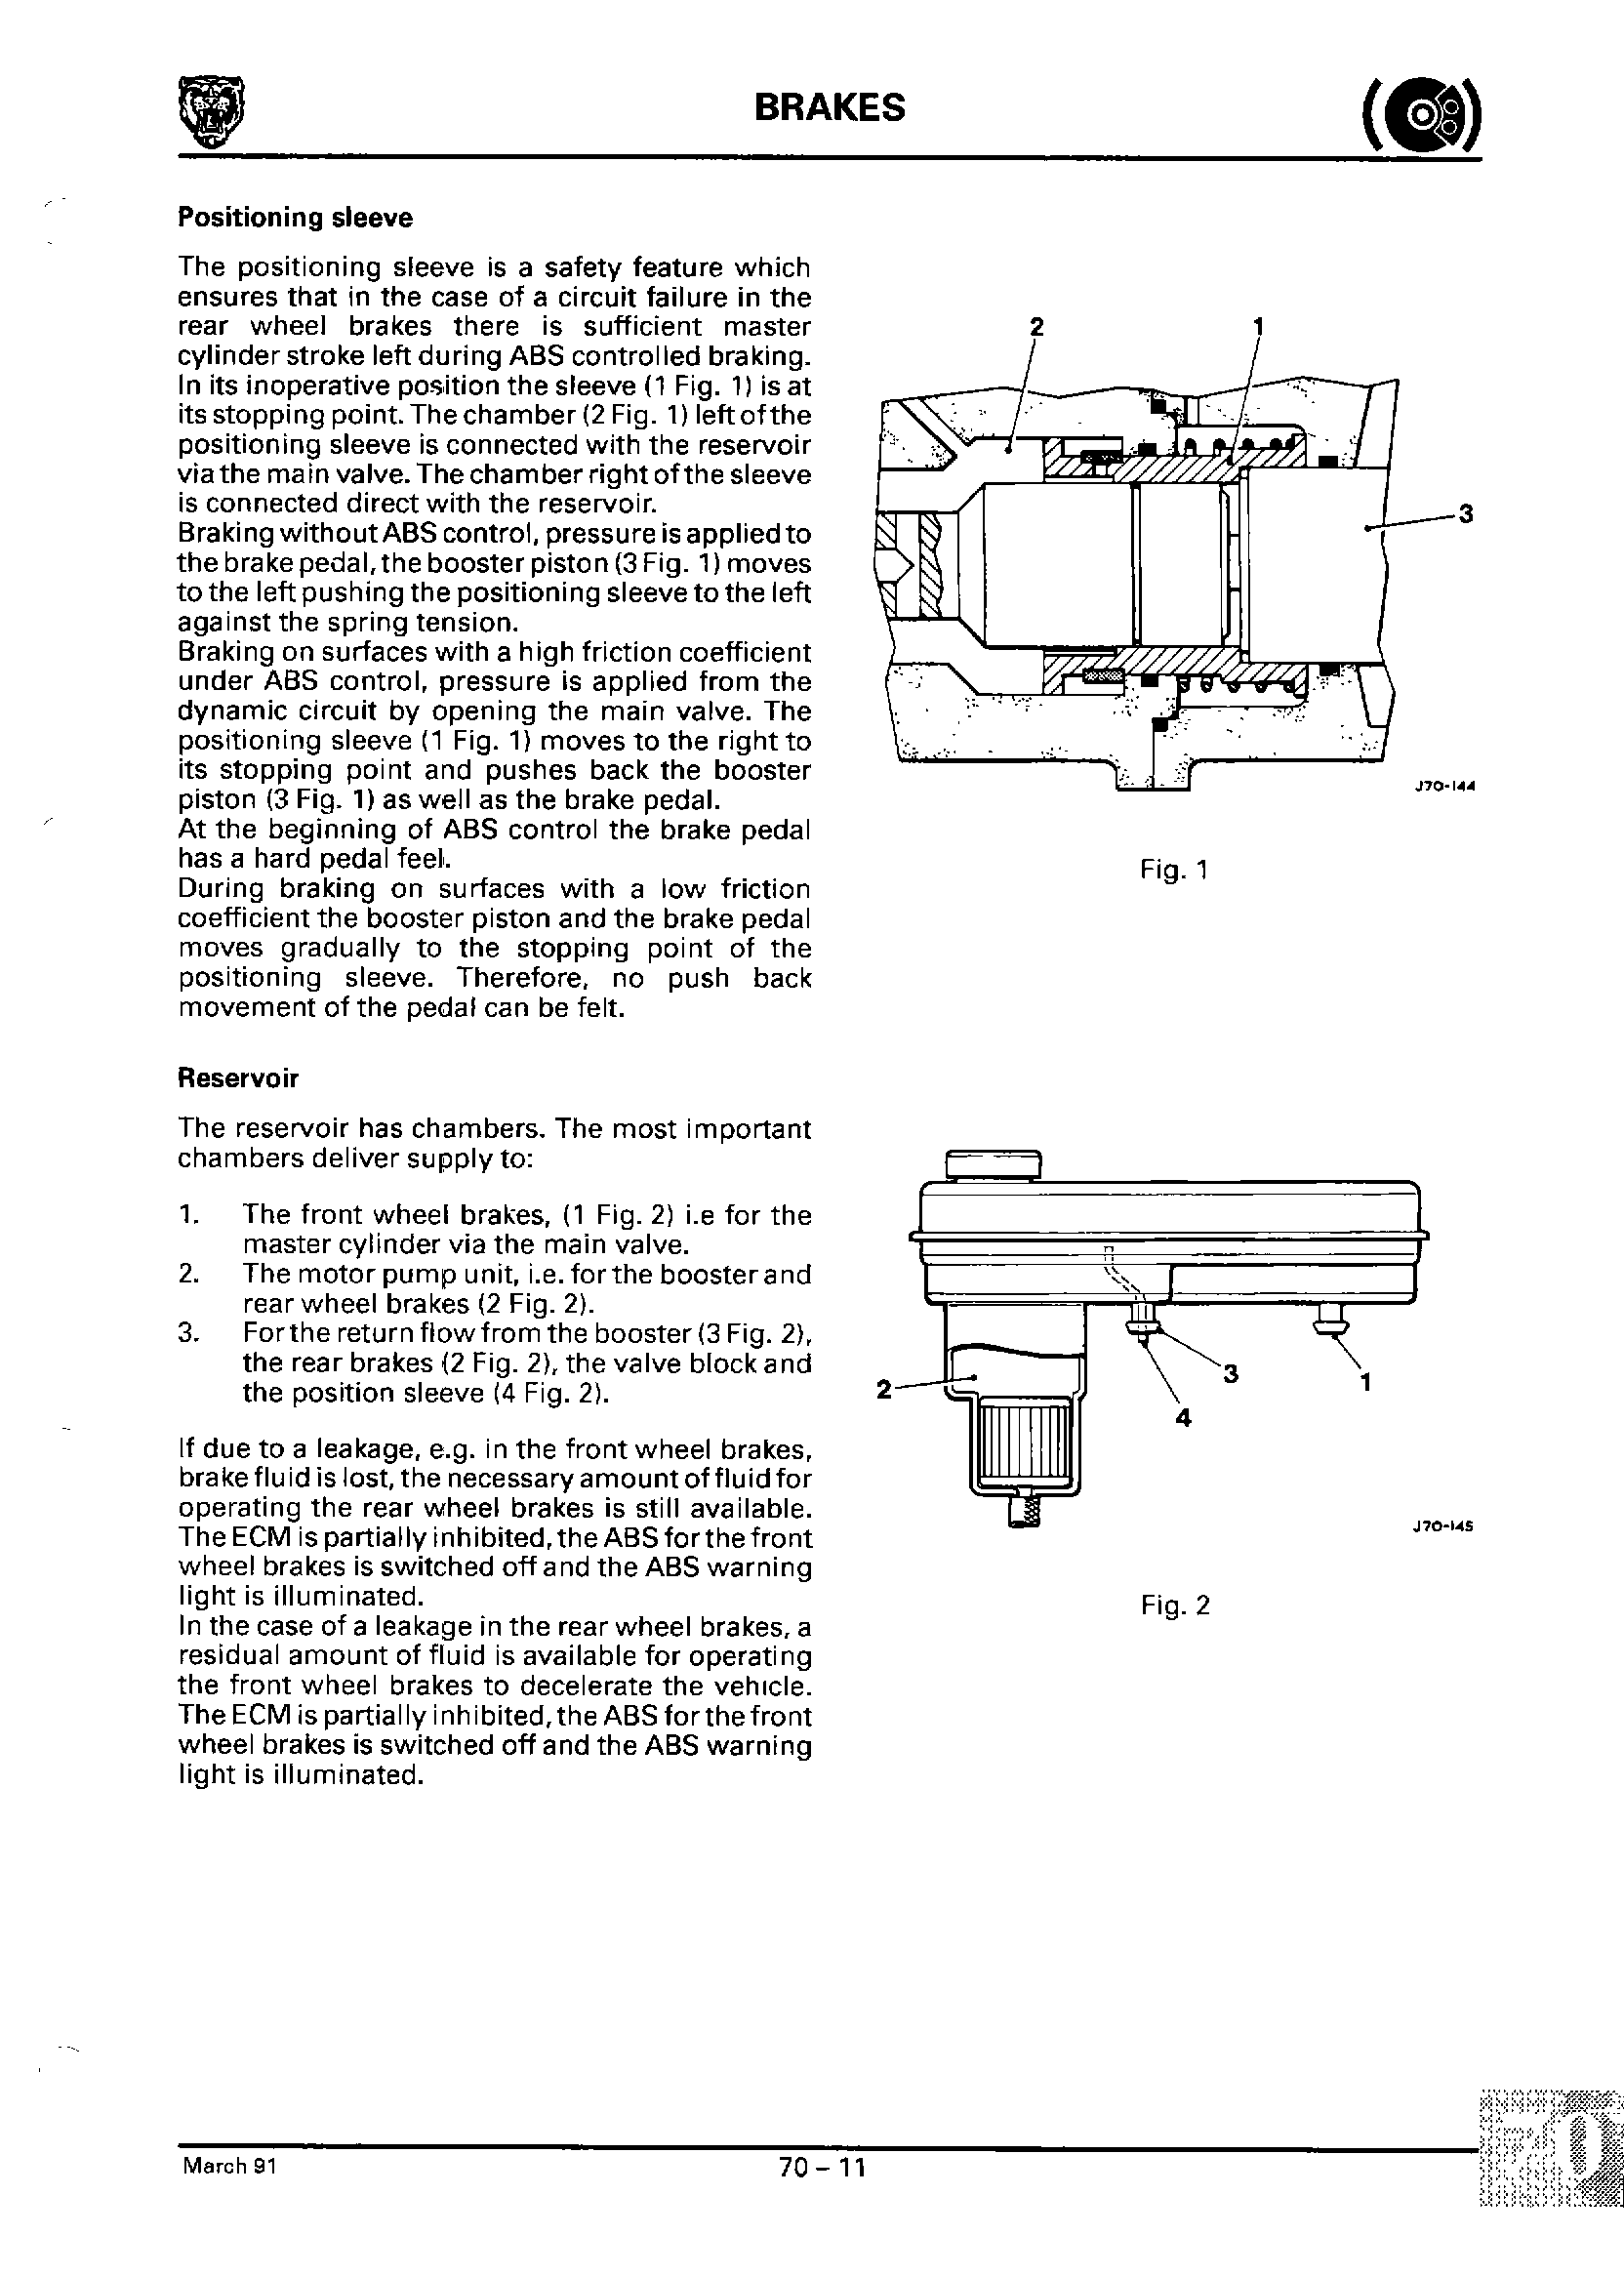 BRAKES
Positioning sleeve
The positioning sleeve is a safety feature which
ensures that in the case of a circuit failure in the
rear wheel brakes there is sufficient master
cylinder stroke left during ABS controlled braking.
In its inoperative position the sleeve (1 Fig. 1) is at
its stopping point. The chamber (2 Fig. 1) left of the
positioning sleeve is connected with the reservoir
via the main valve. The chamber right of the sleeve
is connected direct with the reservoir.
Braking without ABS control, pressure is applied to
the brake pedal, the booster piston (3 Fig. 1) moves
to the left pushing the positioning sleeve to the left
against the spring tension.
Braking on surfaces with a high friction coefficient
under ABS control, pressure is applied from the
dynamic circuit by opening the main valve. The
positioning sleeve (1 Fig. 1) moves to the right to
its stopping point and pushes back the booster
piston (3 Fig. 1) as well as the brake pedal.
At the beginning of ABS control the brake pedal
has a hard pedal feel.
During braking on surfaces with a low friction
coefficient the booster piston and the brake pedal
moves gradually to the stopping point of the
positioning sleeve. Therefore, no push back
movement of the pedal can be felt.
2
1
3
J70-144
Fig. 1
Reservoir
The reservoir has chambers. The most important
chambers deliver supply to:
1. The front wheel brakes, (1 Fig. 2) i.e for the
master cylinder via the main valve.
2. The motor pump unit, i.e. for the booster and
rear wheel brakes (2 Fig. 2).
3. For the return flow from the booster (3 Fig. 2),
the rear brakes (2 Fig. 2), the valve block and
the position sleeve (4 Fig. 2).
If due to a leakage, e.g. in the front wheel brakes,
brake fluid is lost, the necessary amount of fluid for
operating the rear wheel brakes is still available.
The ECM is partially inhibited, the ABS for the front
wheel brakes is switched off and the ABS warning
light is illuminated.
In the case of a leakage in the rear wheel brakes, a
residual amount of fluid is available for operating
the front wheel brakes to decelerate the vehicle.
The ECM is partially inhibited, the ABS for the front
wheel brakes is switched off and the ABS warning
light is illuminated.
2
3
1
4
J70-145
Fig. 2
March 91
70 – 11
70